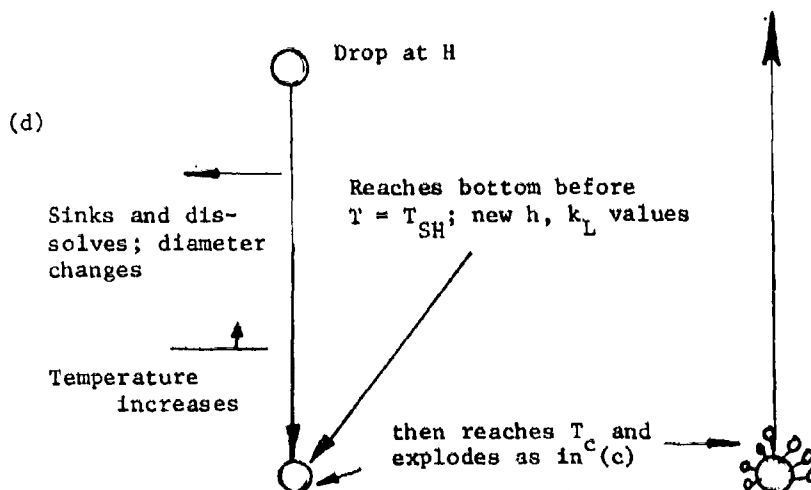 Drop at H
(d)
Sinks and dis-
solves; diameter
changes
Reaches bottom before
T = T_SH; new h, k_L values
Temperature
increases
then reaches T_c and
explodes as in (c)